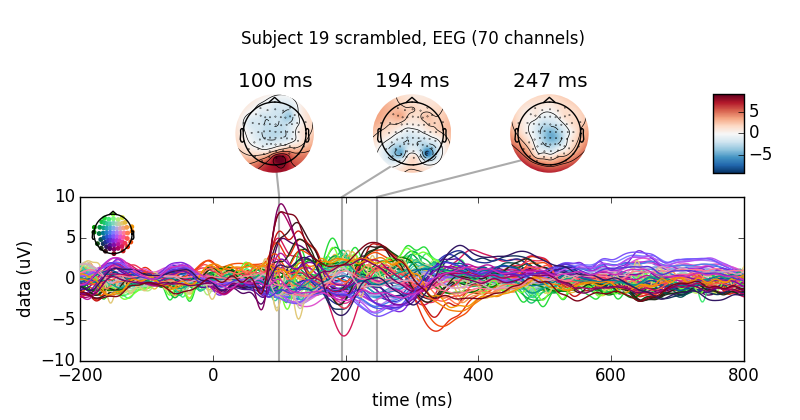 Subject 19 scrambled, EEG (70 channels)
100 ms 194 ms 247 ms
5
0
−5
10
5
0
−5
−10
data (uV)
−200 0 200 400 600 800
time (ms)